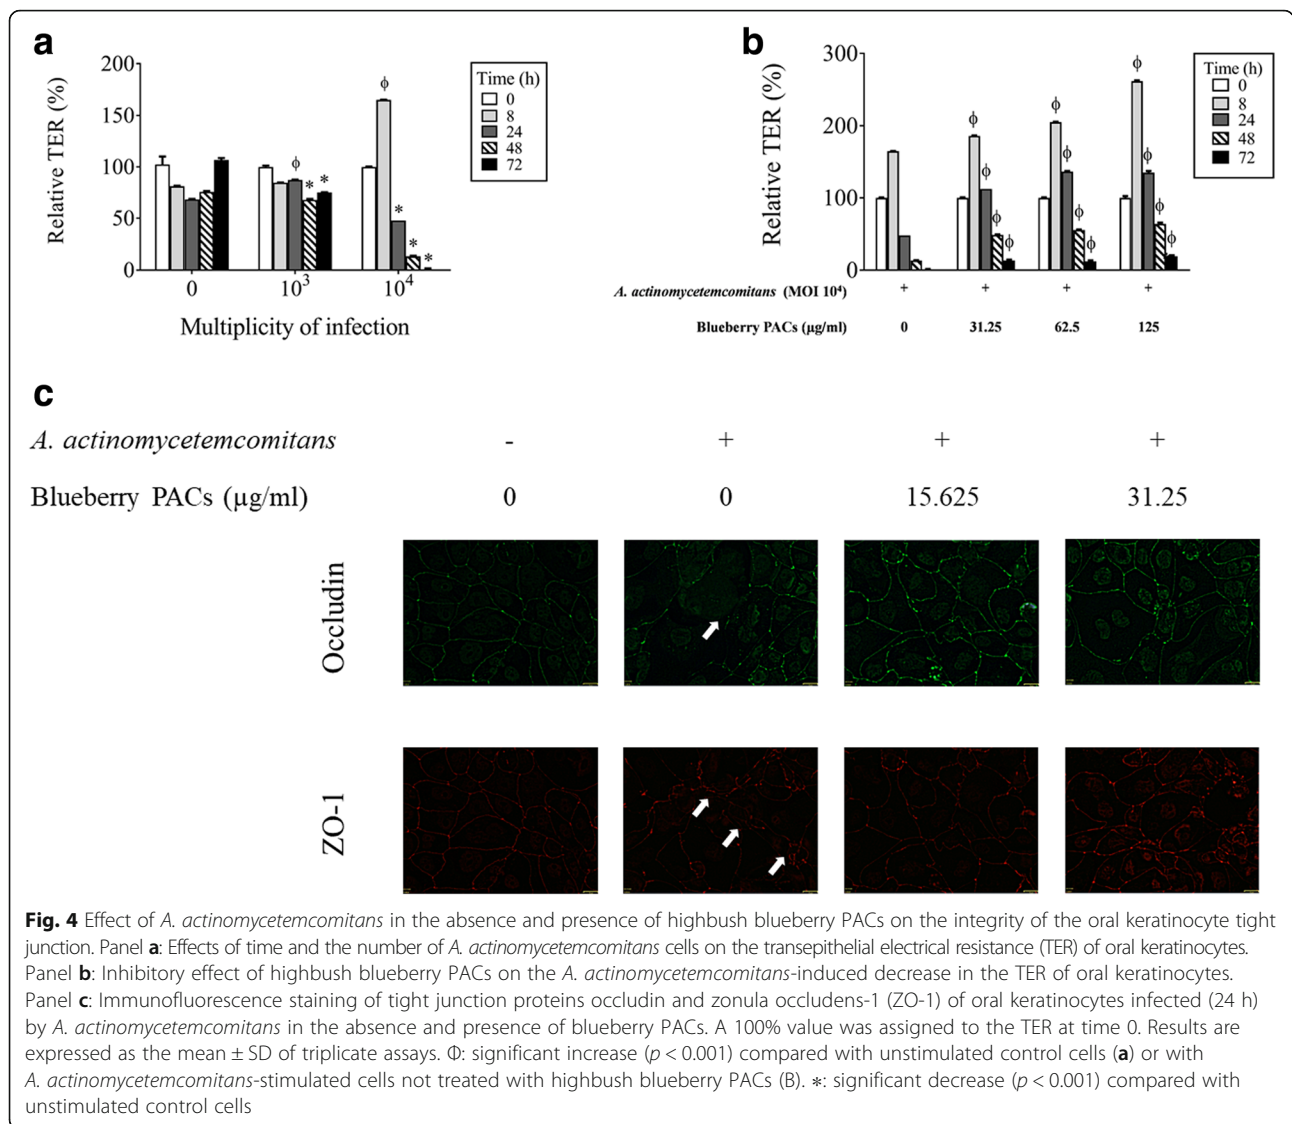 a
200
150
100
50
0
Relative TER (%)
ϕ
ϕ
*
*
*
*
*
0
10³
10⁴
Multiplicity of infection
Time (h)
0
8
24
48
72
b
300
200
100
0
Relative TER (%)
ϕ
ϕ
ϕ
ϕ
ϕ
ϕ
ϕ
ϕ
ϕ
ϕ
ϕ
ϕ
Time (h)
0
8
24
48
72
A. actinomycetemcomitans (MOI 10⁴) + + + +
Blueberry PACs (µg/ml) 0 31.25 62.5 125
c
A. actinomycetemcomitans - + + +
Blueberry PACs (µg/ml) 0 0 15.625 31.25
Occludin
ZO-1
Fig. 4 Effect of A. actinomycetemcomitans in the absence and presence of highbush blueberry PACs on the integrity of the oral keratinocyte tight
junction. Panel a: Effects of time and the number of A. actinomycetemcomitans cells on the transepithelial electrical resistance (TER) of oral keratinocytes.
Panel b: Inhibitory effect of highbush blueberry PACs on the A. actinomycetemcomitans-induced decrease in the TER of oral keratinocytes.
Panel c: Immunofluorescence staining of tight junction proteins occludin and zonula occludens-1 (ZO-1) of oral keratinocytes infected (24 h)
by A. actinomycetemcomitans in the absence and presence of blueberry PACs. A 100% value was assigned to the TER at time 0. Results are
expressed as the mean ± SD of triplicate assays. Φ: significant increase (p < 0.001) compared with unstimulated control cells (a) or with
A. actinomycetemcomitans-stimulated cells not treated with highbush blueberry PACs (B). *: significant decrease (p < 0.001) compared with
unstimulated control cells